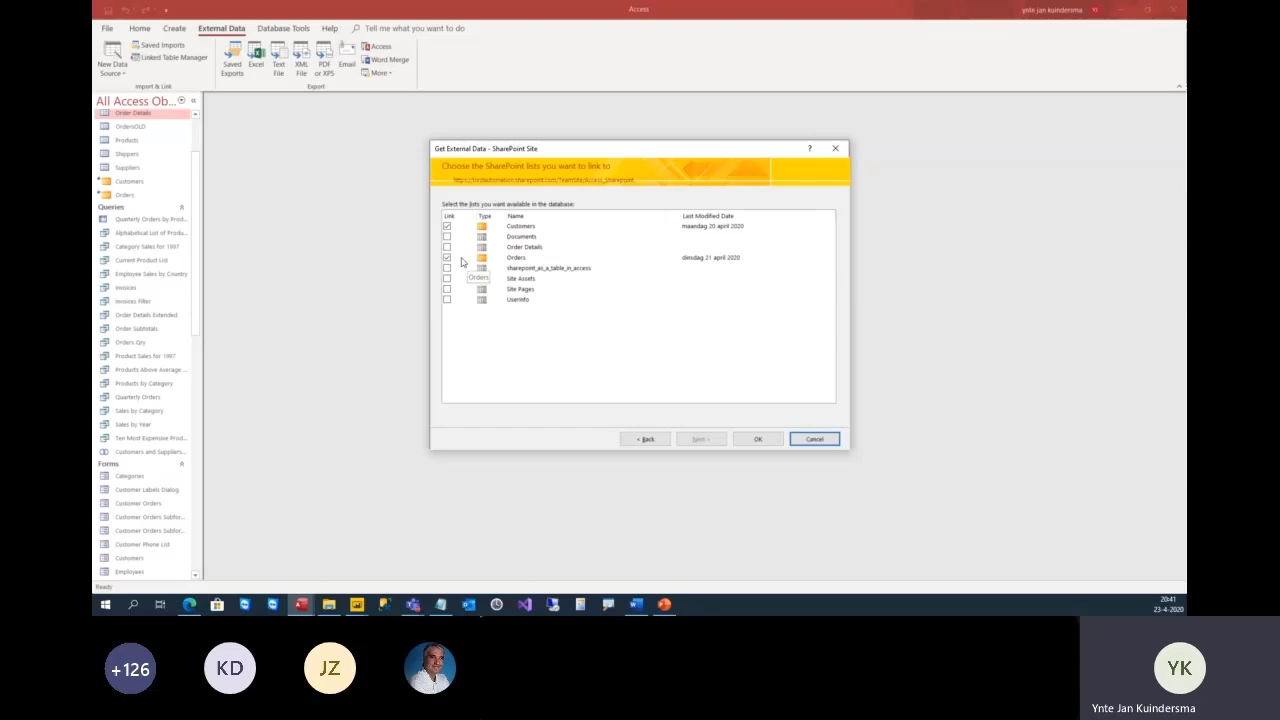 Access
ynte jan kuindersma
YK
File
Home
Create
External Data
Database Tools
Help
Tell me what you want to do
New Data Source
Saved Imports
Linked Table Manager
Import & Link
Saved Exports
Excel
Text File
XML File
PDF or XPS
Email
Access
Word Merge
More
Export
All Access Ob...
Order Details
OrdersOLD
Products
Shippers
Suppliers
Customers
Orders
Queries
Quarterly Orders by Prod...
Alphabetical List of Produ...
Category Sales for 1997
Current Product List
Employee Sales by Country
Invoices
Invoices Filter
Order Details Extended
Order Subtotals
Orders Qry
Product Sales for 1997
Products Above Average ...
Products by Category
Quarterly Orders
Sales by Category
Sales by Year
Ten Most Expensive Prod...
Customers and Suppliers...
Forms
Categories
Customer Labels Dialog
Customer Orders
Customer Orders Subfor...
Customer Orders Subfor...
Customer Phone List
Customers
Employees
Ready
Get External Data - SharePoint Site
?
Choose the SharePoint lists you want to link to
Select the lists you want available in the database:
Link Type Name Last Modified Date
Customers maandag 20 april 2020
Documents
Order Details
Orders dinsdag 21 april 2020
sharepoint_as_a_table_in_access
Orders
Site Assets
Site Pages
UserInfo
< Back
Next >
OK
Cancel
20:41
23-4-2020
+126
KD
JZ
YK
Ynte Jan Kuindersma